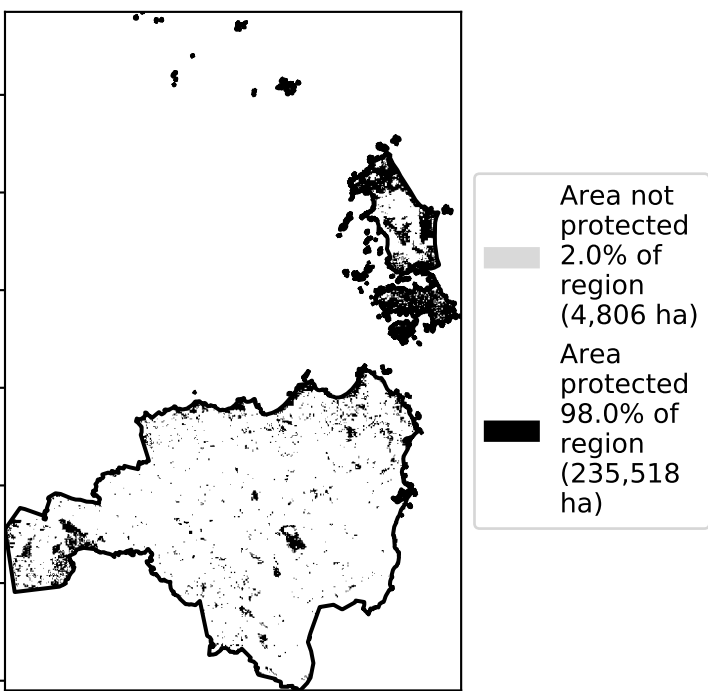 Area not
protected
2.0% of
region
(4,806 ha)
Area
protected
98.0% of
region
(235,518
ha)